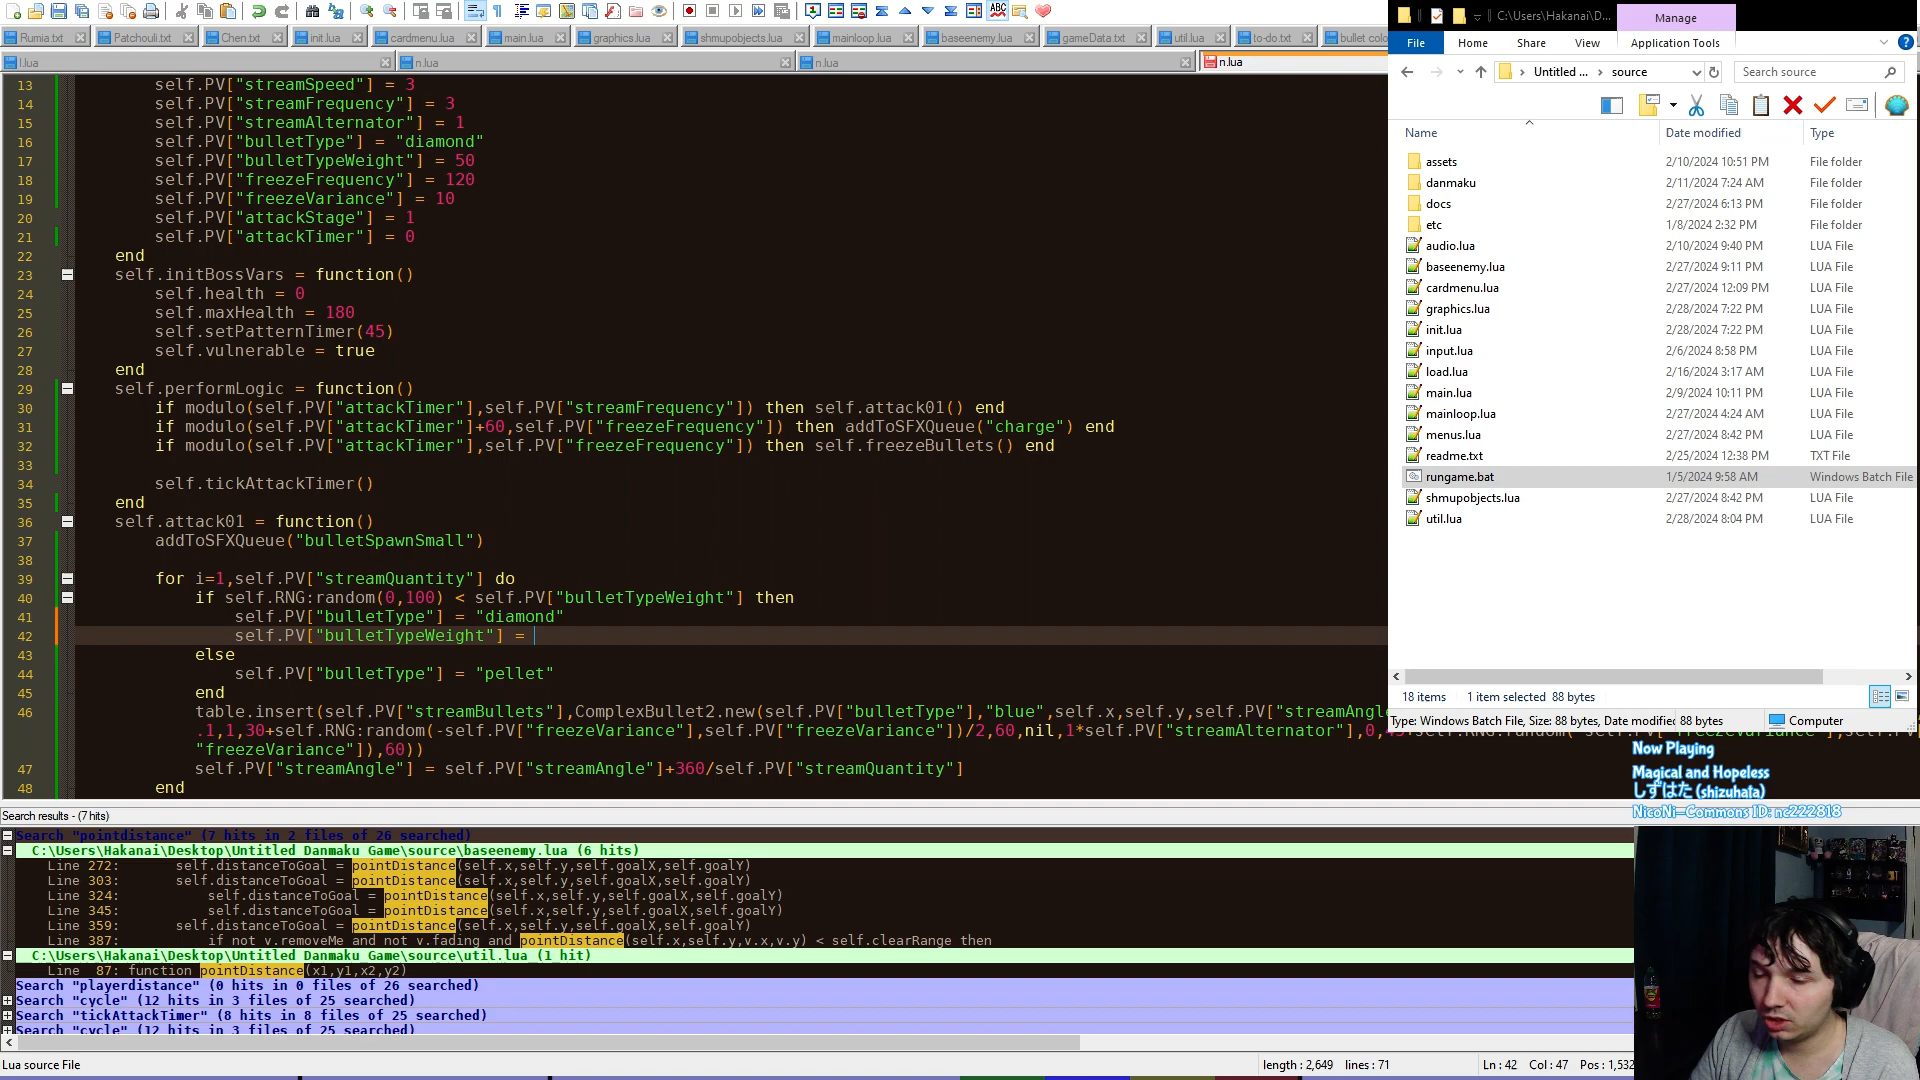 Manage
C:\Users\Hakanai\D...
Rumia.txt
Patchouli.txt
Chen.txt
init.lua
cardmenu.lua
main.lua
graphics.lua
shmupobjects.lua
mainloop.lua
baseenemy.lua
gameData.txt
util.lua
to-do.txt
bullet colo
l.lua
n.lua
n.lua
n.lua
File
Home
Share
View
Application Tools
Untitled ...
source
Search source
13 self.PV["streamSpeed"] = 3
14 self.PV["streamFrequency"] = 3
15 self.PV["streamAlternator"] = 1
16 self.PV["bulletType"] = "diamond"
17 self.PV["bulletTypeWeight"] = 50
18 self.PV["freezeFrequency"] = 120
19 self.PV["freezeVariance"] = 10
20 self.PV["attackStage"] = 1
21 self.PV["attackTimer"] = 0
22 end
23 self.initBossVars = function()
24 self.health = 0
25 self.maxHealth = 180
26 self.setPatternTimer(45)
27 self.vulnerable = true
28 end
29 self.performLogic = function()
30 if modulo(self.PV["attackTimer"],self.PV["streamFrequency"]) then self.attack01() end
31 if modulo(self.PV["attackTimer"]+60,self.PV["freezeFrequency"]) then addToSFXQueue("charge") end
32 if modulo(self.PV["attackTimer"],self.PV["freezeFrequency"]) then self.freezeBullets() end
33
34 self.tickAttackTimer()
35 end
36 self.attack01 = function()
37 addToSFXQueue("bulletSpawnSmall")
38
39 for i=1,self.PV["streamQuantity"] do
40 if self.RNG:random(0,100) < self.PV["bulletTypeWeight"] then
41 self.PV["bulletType"] = "diamond"
42 self.PV["bulletTypeWeight"] =
43 else
44 self.PV["bulletType"] = "pellet"
45 end
46 table.insert(self.PV["streamBullets"],ComplexBullet2.new(self.PV["bulletType"],"blue",self.x,self.y,self.PV["streamAngle
.1,1,30+self.RNG:random(-self.PV["freezeVariance"],self.PV["freezeVariance"])/2,60,nil,1*self.PV["streamAlternator"],0,
"freezeVariance"]),60))
47 self.PV["streamAngle"] = self.PV["streamAngle"]+360/self.PV["streamQuantity"]
48 end
Name Date modified Type
assets 2/10/2024 10:51 PM File folder
danmaku 2/11/2024 7:24 AM File folder
docs 2/27/2024 6:13 PM File folder
etc 1/8/2024 2:32 PM File folder
audio.lua 2/10/2024 9:40 PM LUA File
baseenemy.lua 2/27/2024 9:11 PM LUA File
cardmenu.lua 2/27/2024 12:09 PM LUA File
graphics.lua 2/28/2024 7:22 PM LUA File
init.lua 2/28/2024 7:22 PM LUA File
input.lua 2/6/2024 8:58 PM LUA File
load.lua 2/16/2024 3:17 AM LUA File
main.lua 2/9/2024 10:11 PM LUA File
mainloop.lua 2/27/2024 4:24 AM LUA File
menus.lua 2/27/2024 8:42 PM LUA File
readme.txt 2/25/2024 12:38 PM TXT File
rungame.bat 1/5/2024 9:58 AM Windows Batch File
shmupobjects.lua 2/27/2024 8:42 PM LUA File
util.lua 2/28/2024 8:04 PM LUA File
18 items 1 item selected 88 bytes
Type: Windows Batch File, Size: 88 bytes, Date modified 88 bytes Computer
Now Playing
Magical and Hopeless
しずはた (shizuhata)
NicoNi-Commons ID: nc222818
Search results - (7 hits)
Search "pointdistance" (7 hits in 2 files of 26 searched)
C:\Users\Hakanai\Desktop\Untitled Danmaku Game\source\baseenemy.lua (6 hits)
Line 272: self.distanceToGoal = pointDistance(self.x,self.y,self.goalX,self.goalY)
Line 303: self.distanceToGoal = pointDistance(self.x,self.y,self.goalX,self.goalY)
Line 324: self.distanceToGoal = pointDistance(self.x,self.y,self.goalX,self.goalY)
Line 345: self.distanceToGoal = pointDistance(self.x,self.y,self.goalX,self.goalY)
Line 359: self.distanceToGoal = pointDistance(self.x,self.y,self.goalX,self.goalY)
Line 387: if not v.removeMe and not v.fading and pointDistance(self.x,self.y,v.x,v.y) < self.clearRange then
C:\Users\Hakanai\Desktop\Untitled Danmaku Game\source\util.lua (1 hit)
Line 87: function pointDistance(x1,y1,x2,y2)
Search "playerdistance" (0 hits in 0 files of 26 searched)
Search "cycle" (12 hits in 3 files of 25 searched)
Search "tickAttackTimer" (8 hits in 8 files of 25 searched)
Search "cycle" (12 hits in 3 files of 25 searched)
Lua source File
length : 2,649 lines : 71
Ln : 42 Col : 47 Pos : 1,532